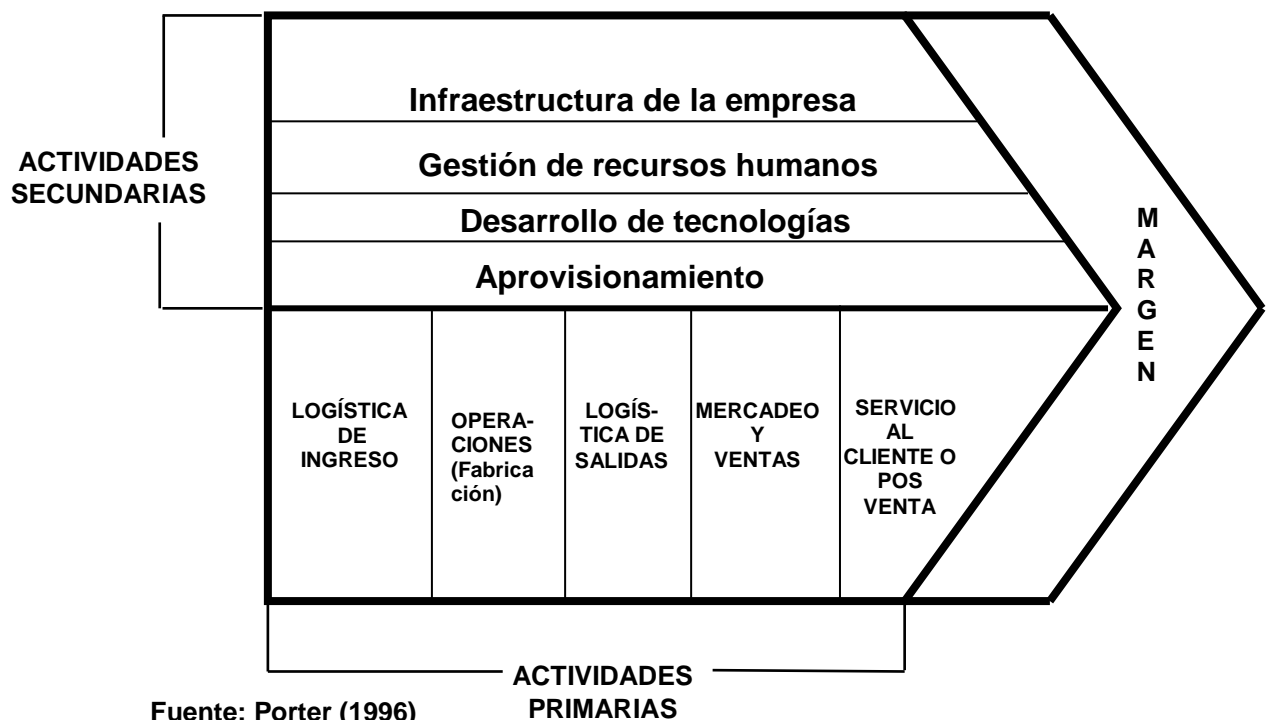 Infraestructura de la empresa
ACTIVIDADES
SECUNDARIAS
Gestión de recursos humanos
Desarrollo de tecnologías
Aprovisionamiento
M
A
R
G
E
N
LOGÍSTICA
DE
INGRESO
OPERA-
CIONES
(Fabrica
ción)
LOGÍS-
TICA DE
SALIDAS
MERCADEO
Y
VENTAS
SERVICIO
AL
CLIENTE O
POS
VENTA
ACTIVIDADES
PRIMARIAS
Fuente: Porter (1996)